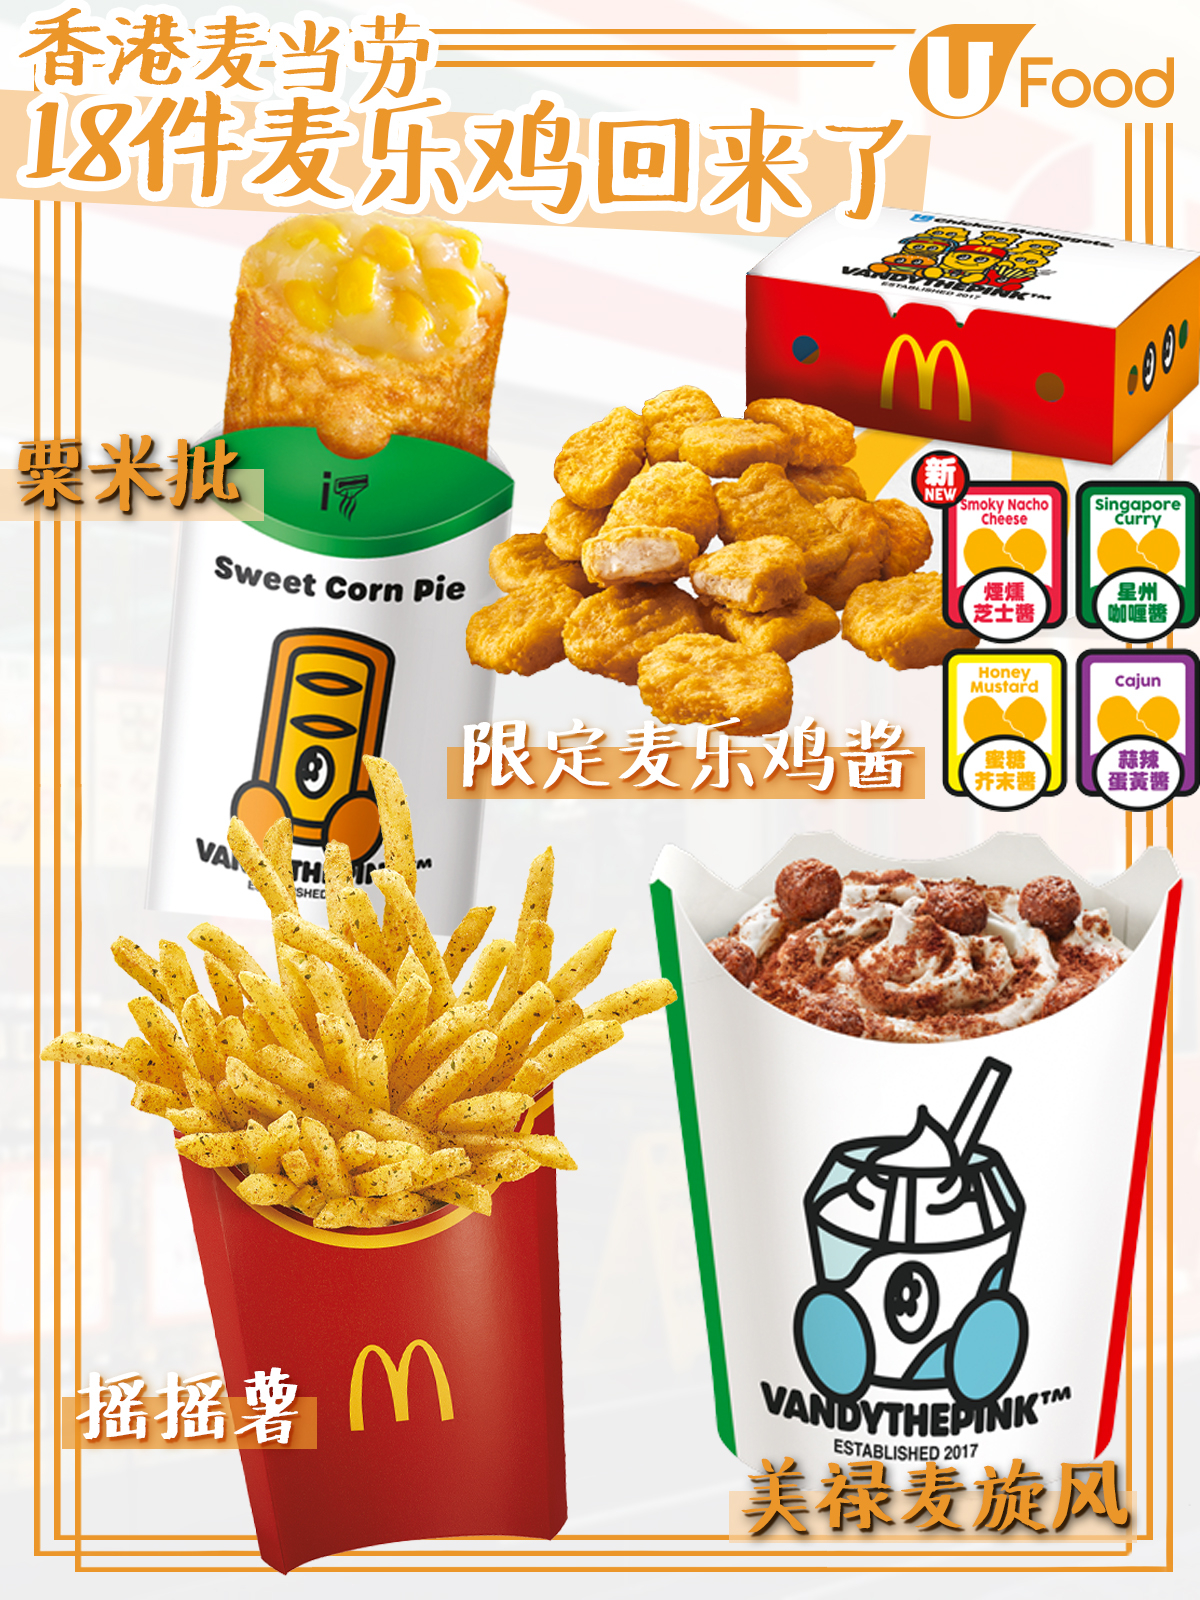 香港麦当劳
18件麦乐鸡回来了
U Food
Chicken McNuggets
VANDYTHEPINK™
ESTABLISHED 2017
粟米批
i
Sweet Corn Pie
新
NEW
Smoky Nacho
Cheese
煙燻
芝士醬
Singapore
Curry
星州
咖喱醬
Honey
Mustard
蜜糖
芥末醬
Cajun
蒜辣
蛋黃醬
限定麦乐鸡酱
摇摇薯
VANDYTHEPINK™
ESTABLISHED 2017
美禄麦旋风